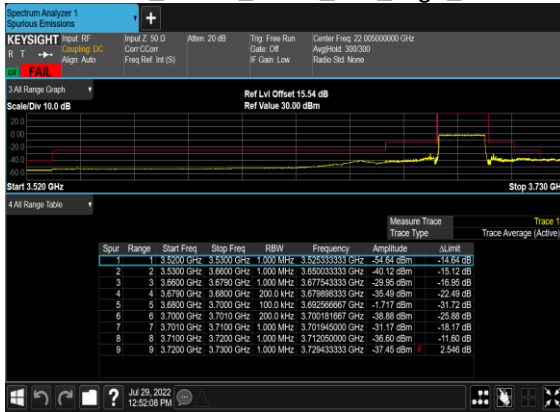 Spectrum Analyzer 1
Spurious Emissions
+
KEYSIGHT Input: RF Input Z: 50 Ω Atten: 20 dB Trig: Free Run Center Freq: 22.005000000 GHz
R T Coupling: DC Corr CCorr Gate: Off Avg|Hold: 300/300
Align: Auto Freq Ref: Int (S) IF Gain: Low Radio Std: None
LXI FAIL
3 All Range Graph Ref Lvl Offset 15.54 dB
Scale/Div 10.0 dB Ref Value 30.00 dBm
20.0
0.00
-20.0
-40.0
-60.0
Start 3.520 GHz Stop 3.730 GH
4 All Range Table
Measure Trace Trace 1
Trace Type Trace Average (Active)
Spur Range Start Freq Stop Freq RBW Frequency Amplitude ΔLimit
1 1 3.5200 GHz 3.5300 GHz 1.000 MHz 3.525333333 GHz -54.64 dBm -14.64 dB
2 2 3.5300 GHz 3.6600 GHz 1.000 MHz 3.650033333 GHz -40.12 dBm -15.12 dB
3 3 3.6600 GHz 3.6790 GHz 1.000 MHz 3.677543333 GHz -29.95 dBm -16.95 dB
4 4 3.6790 GHz 3.6800 GHz 200.0 kHz 3.679898333 GHz -35.49 dBm -22.49 dB
5 5 3.6800 GHz 3.7000 GHz 100.0 kHz 3.692566667 GHz -1.717 dBm -31.72 dB
6 6 3.7000 GHz 3.7010 GHz 200.0 kHz 3.700181667 GHz -38.88 dBm -25.88 dB
7 7 3.7010 GHz 3.7100 GHz 1.000 MHz 3.701945000 GHz -31.17 dBm -18.17 dB
8 8 3.7100 GHz 3.7200 GHz 1.000 MHz 3.712050000 GHz -36.60 dBm -11.60 dB
9 9 3.7200 GHz 3.7300 GHz 1.000 MHz 3.729433333 GHz -37.45 dBm F 2.546 dB
? Jul 29, 2022
12:52:08 PM